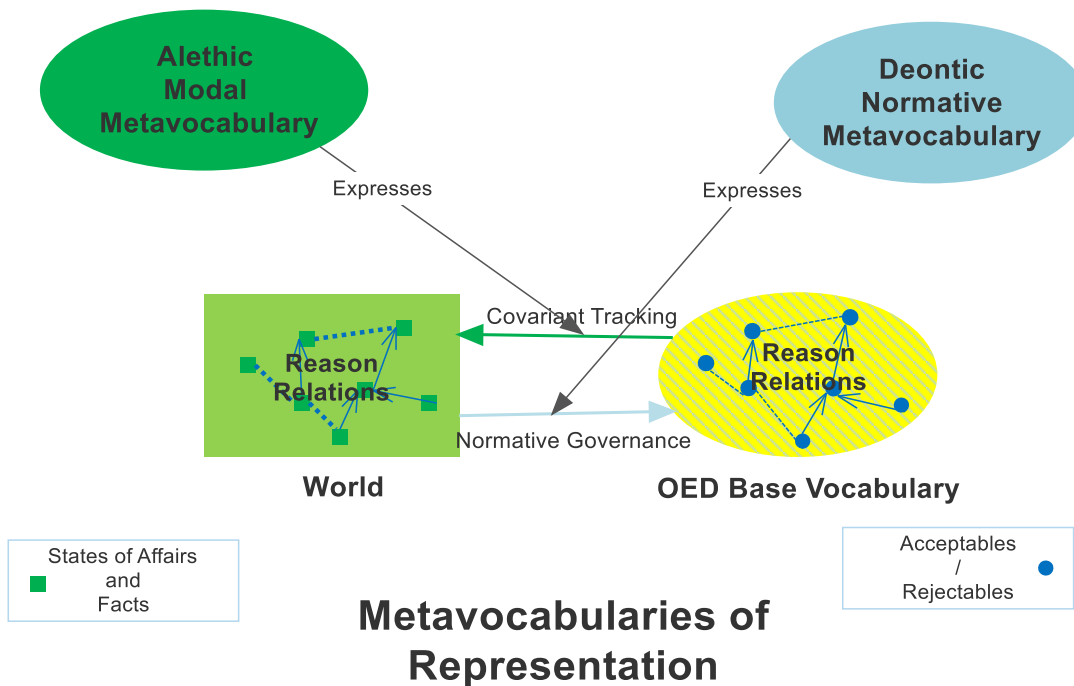 Alethic
Modal
Metavocabulary
Deontic
Normative
Metavocabulary
Expresses
Expresses
Covariant Tracking
Reason
Relations
Reason
Relations
Normative Governance
World
OED Base Vocabulary
States of Affairs
and
Facts
Acceptables
/
Rejectables
Metavocabularies of
Representation